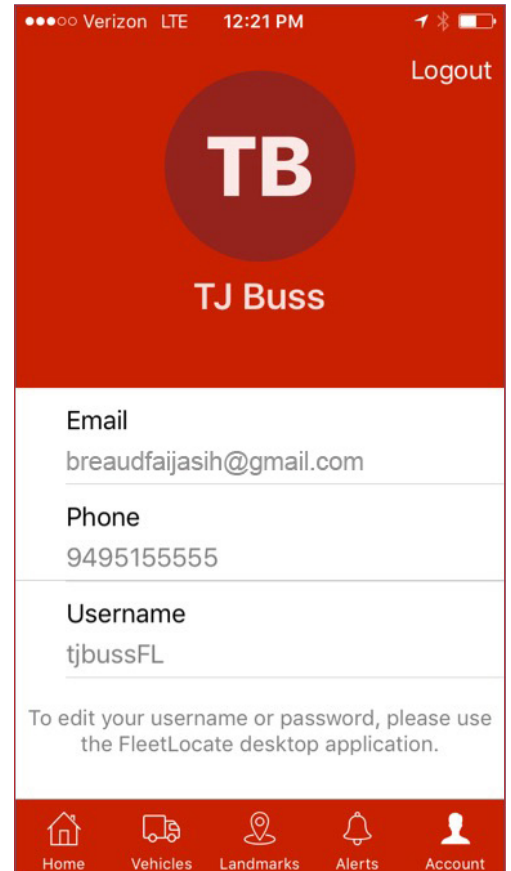 Verizon LTE 12:21 PM
Logout
TB
TJ Buss
Email
breaudfaijasih@gmail.com
Phone
9495155555
Username
tjbussFL
To edit your username or password, please use
the FleetLocate desktop application.
Home Vehicles Landmarks Alerts Account